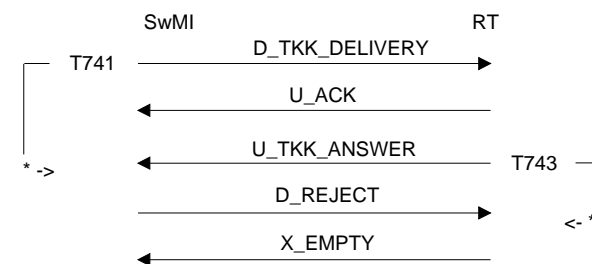 SwMI RT
D_TKK_DELIVERY
T741
U_ACK
U_TKK_ANSWER
T743
* ->
D_REJECT
<- *
X_EMPTY